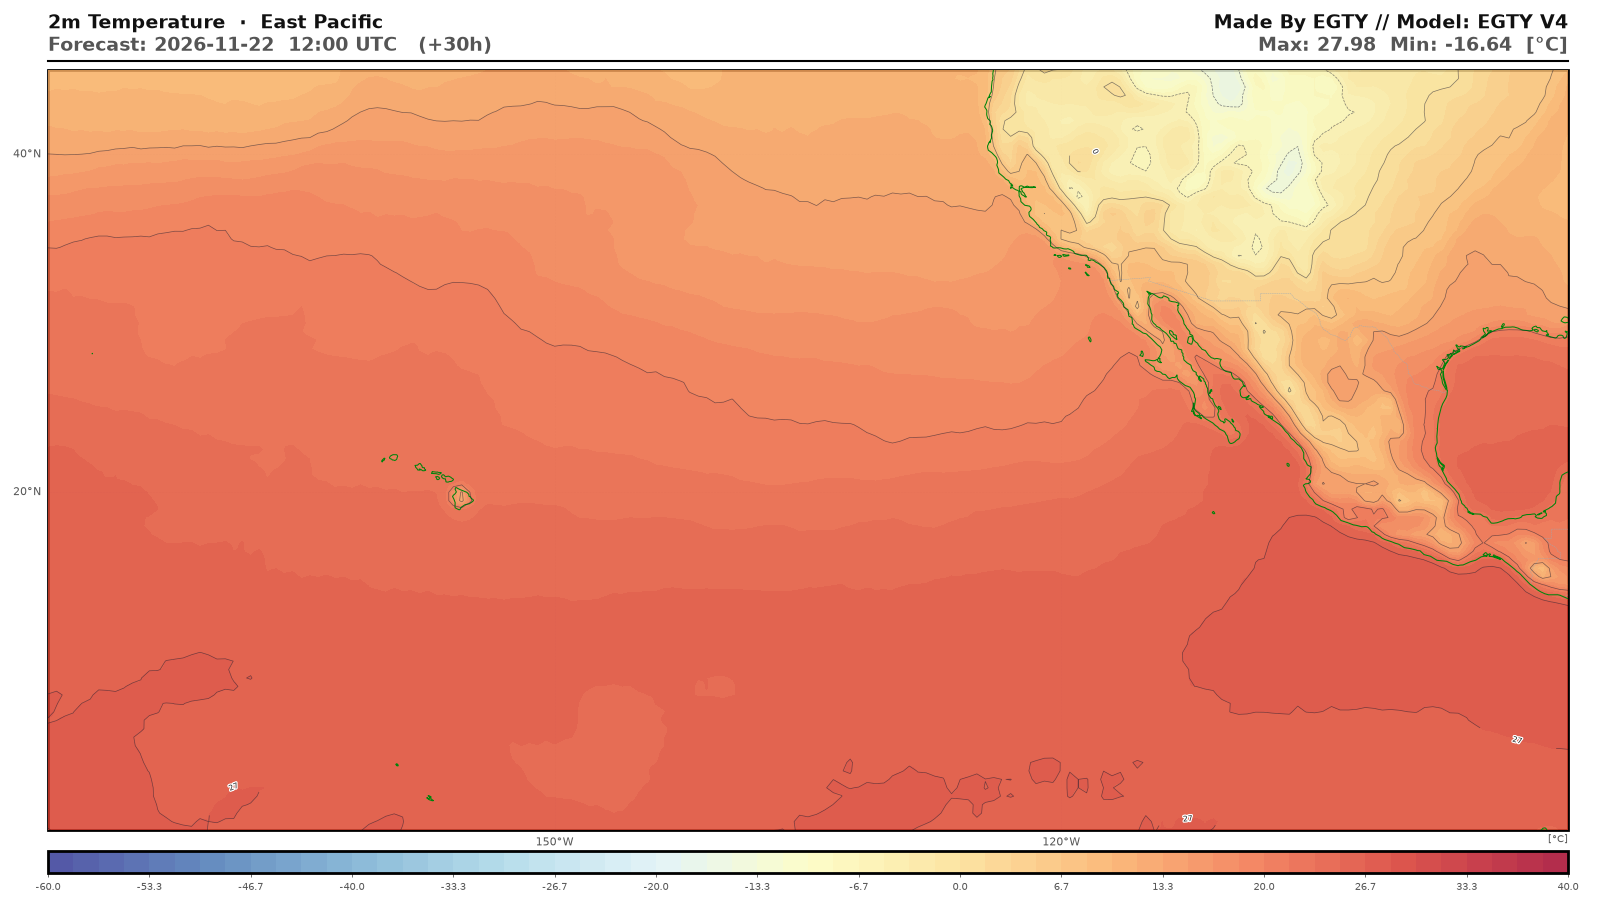 2m Temperature · East Pacific
Made By EGTY // Model: EGTY V4
Forecast: 2026-11-22 12:00 UTC (+30h)
Max: 27.98 Min: -16.64 [°C]
40°N
0
20°N
27
27
27
150°W
120°W
[°C]
-60.0 -53.3 -46.7 -40.0 -33.3 -26.7 -20.0 -13.3 -6.7 0.0 6.7 13.3 20.0 26.7 33.3 40.0